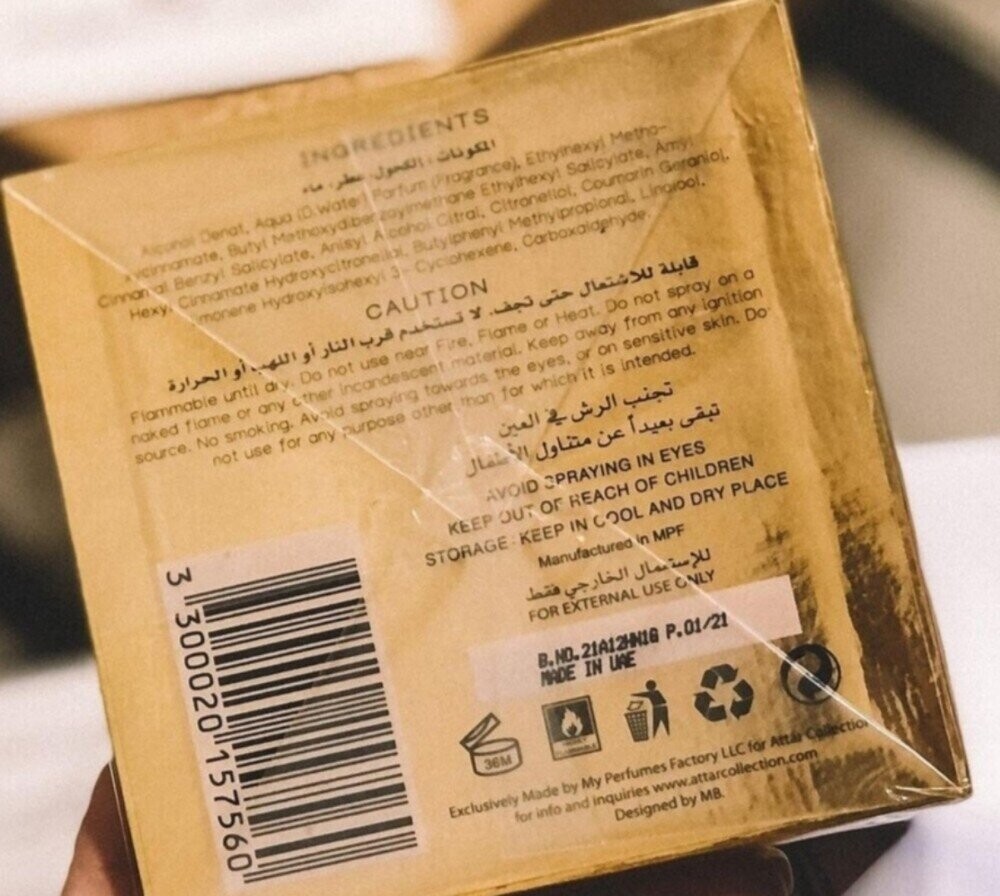 INGREDIENTS
المكونات: الكحول، عطر، ماء
Alcohol Denat, Aqua (D.Water) Parfum (Fragrance), Ethylhexyl Metho-
xycinnamate, Butyl Methoxydibenzoylmethane Ethylhexyl Salicylate, Amyl
Cinnamal Benzyl Salicylate, Anisyl Alcohol Citral, Citronellol, Coumarin Geraniol,
Hexyl Cinnamate Hydroxycitronellal, Butylphenyl Methylpropional, Linolool,
Limonene Hydroxyisohexyl 3- Cyclohexene, Carboxaldehyde.
CAUTION
قابلة للاشتعال حتى تجف. لا تستخدم قرب النار أو اللهب أو الحرارة
Flammable until dry. Do not use near Fire, Flame or Heat. Do not spray on a
naked flame or any other incandescent material. Keep away from any ignition
source. No smoking. Avoid spraying towards the eyes, or on sensitive skin. Do
not use for any purpose other than for which it is intended.
تجنب الرش في العين
تبقى بعيداً عن متناول الأطفال
AVOID SPRAYING IN EYES
KEEP OUT OF REACH OF CHILDREN
STORAGE: KEEP IN COOL AND DRY PLACE
Manufactured in MPF
للإستعمال الخارجي فقط
FOR EXTERNAL USE ONLY
B.NO.21A12HN1G P.01/21
MADE IN UAE
36M
Exclusively Made by My Perfumes Factory LLC for Attar Collection
for info and inquiries www.attarcollection.com
Designed by MB.
3 300020 157560